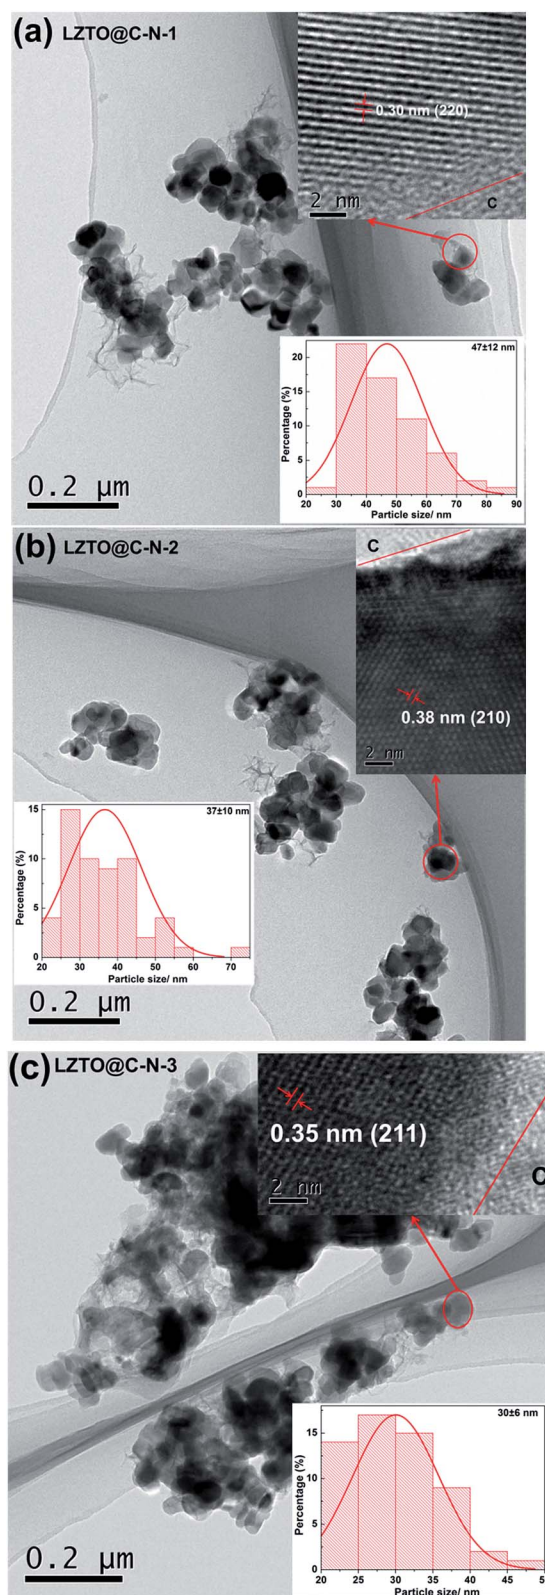 (a) LZTO@C-N-1
0.30 nm (220)
2 nm
C
47±12 nm
20
15
10
5
0
Percentage (%)
20 30 40 50 60 70 80 90
Particle size/ nm
0.2 µm
(b) LZTO@C-N-2
C
0.38 nm (210)
2 nm
37±10 nm
15
10
5
0
Percentage (%)
20 30 40 50 60 70
Particle size/ nm
0.2 µm
(c) LZTO@C-N-3
0.35 nm (211)
2 nm
C
30±6 nm
15
10
5
0
Percentage (%)
20 25 30 35 40 45 50
Particle size/ nm
0.2 µm